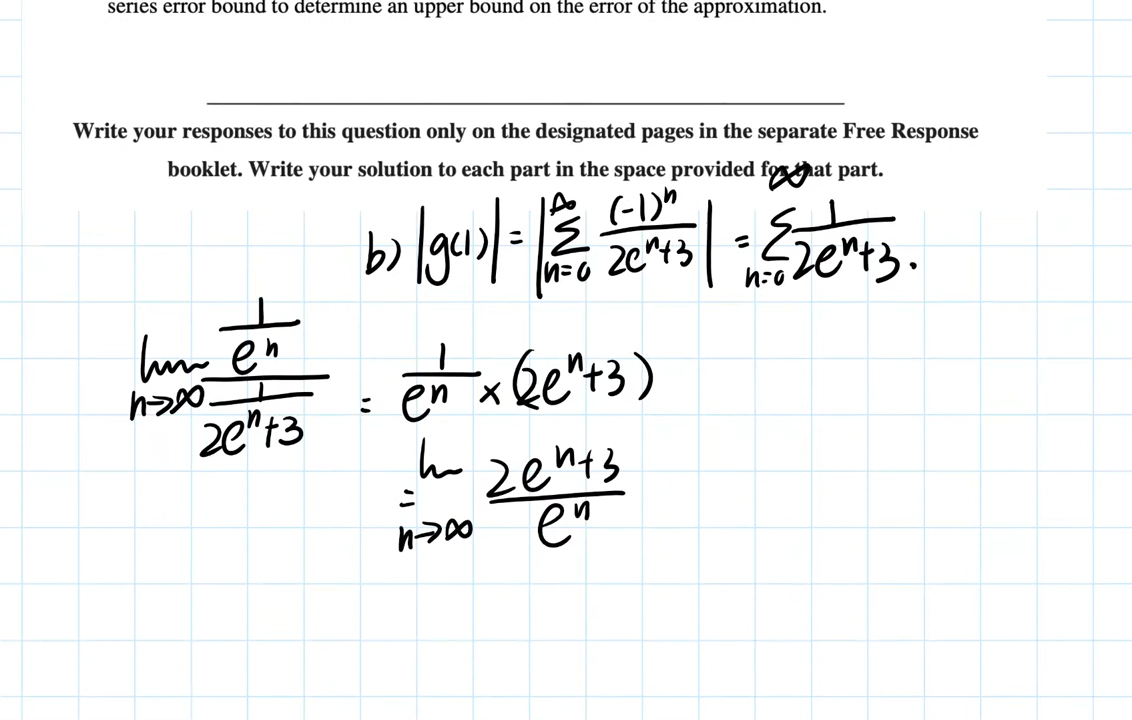 series error bound to determine an upper bound on the error of the approximation.
Write your responses to this question only on the designated pages in the separate Free Response
booklet. Write your solution to each part in the space provided for that part.
b) |g(1)| = |∑_{n=0}^{∞} (-1)^n / (2e^n+3)| = ∑_{n=0}^{∞} 1 / (2e^n+3).
lim_{n→∞} (1/e^n) / (1/(2e^n+3)) = 1/e^n × (2e^n+3)
= lim_{n→∞} (2e^n+3) / e^n